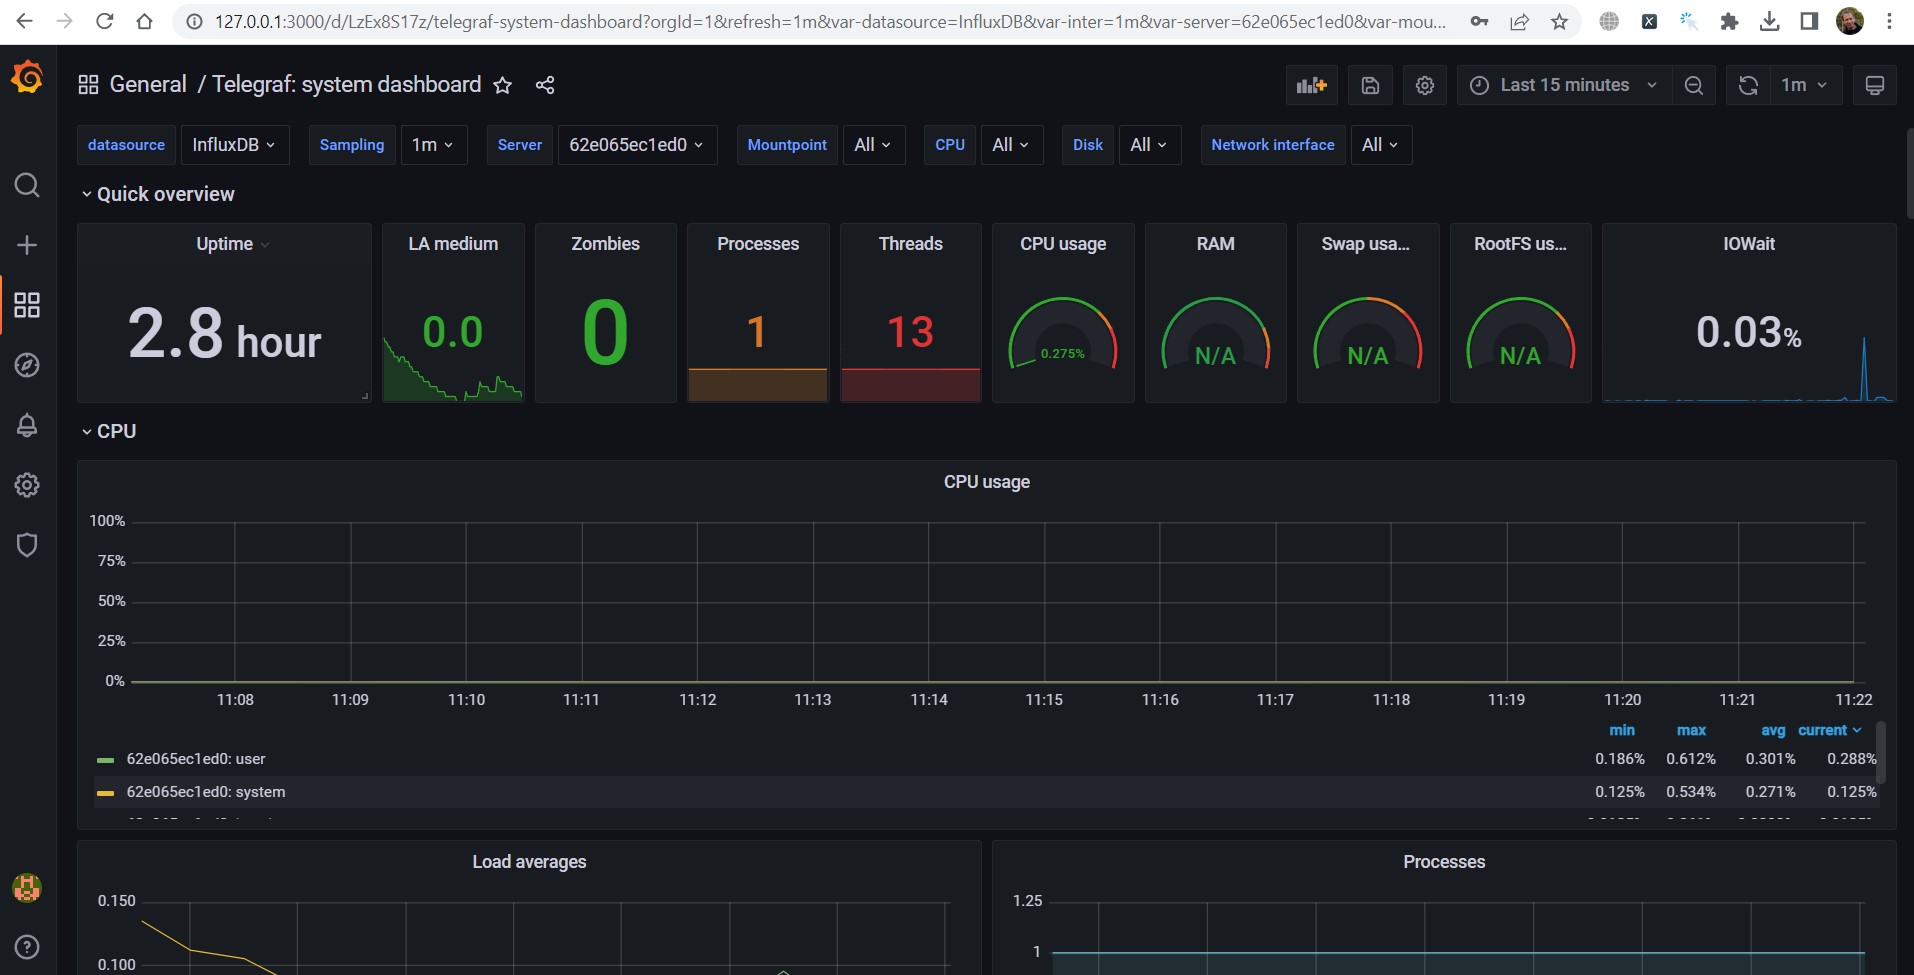 127.0.0.1:3000/d/LzEx8S17z/telegraf-system-dashboard?orgId=1&refresh=1m&var-datasource=InfluxDB&var-inter=1m&var-server=62e065ec1ed0&var-mou...
General / Telegraf: system dashboard
Last 15 minutes
1m
datasource InfluxDB Sampling 1m Server 62e065ec1ed0 Mountpoint All CPU All Disk All Network interface All
Quick overview
Uptime
2.8 hour
LA medium
0.0
Zombies
0
Processes
1
Threads
13
CPU usage
0.275%
RAM
N/A
Swap usa...
N/A
RootFS us...
N/A
IOWait
0.03%
CPU
CPU usage
100%
75%
50%
25%
0%
11:08 11:09 11:10 11:11 11:12 11:13 11:14 11:15 11:16 11:17 11:18 11:19 11:20 11:21 11:22
min max avg current
62e065ec1ed0: user 0.186% 0.612% 0.301% 0.288%
62e065ec1ed0: system 0.125% 0.534% 0.271% 0.125%
Load averages
0.150
0.100
Processes
1.25
1